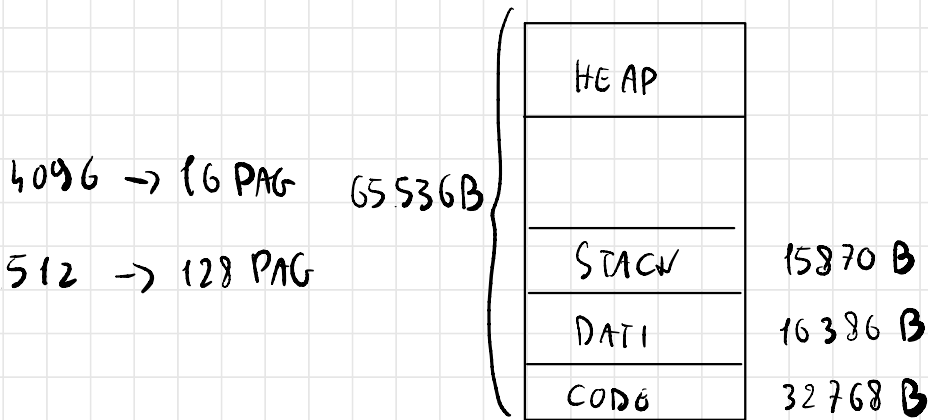 HEAP
4096 -> 16 PAG 65536B
512 -> 128 PAG
STACK 15870 B
DATI 16386 B
CODE 32768 B